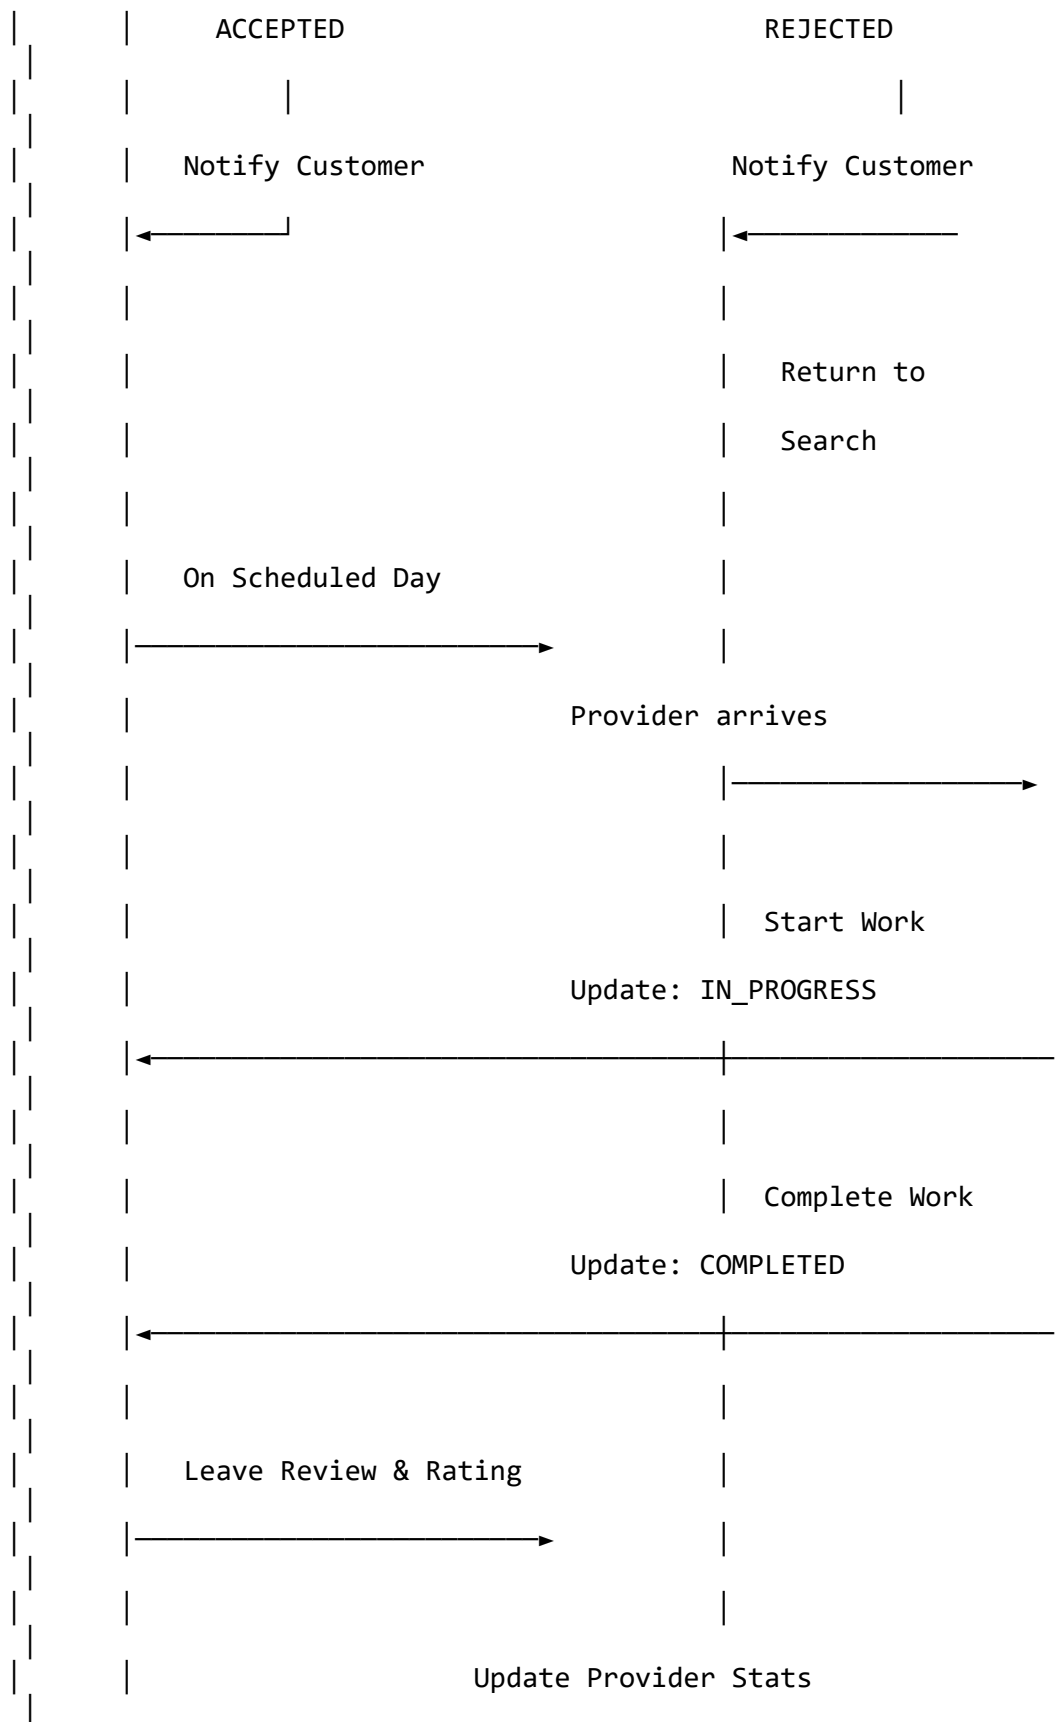 ACCEPTED REJECTED
Notify Customer Notify Customer
Return to
Search
On Scheduled Day
Provider arrives
Start Work
Update: IN_PROGRESS
Complete Work
Update: COMPLETED
Leave Review & Rating
Update Provider Stats